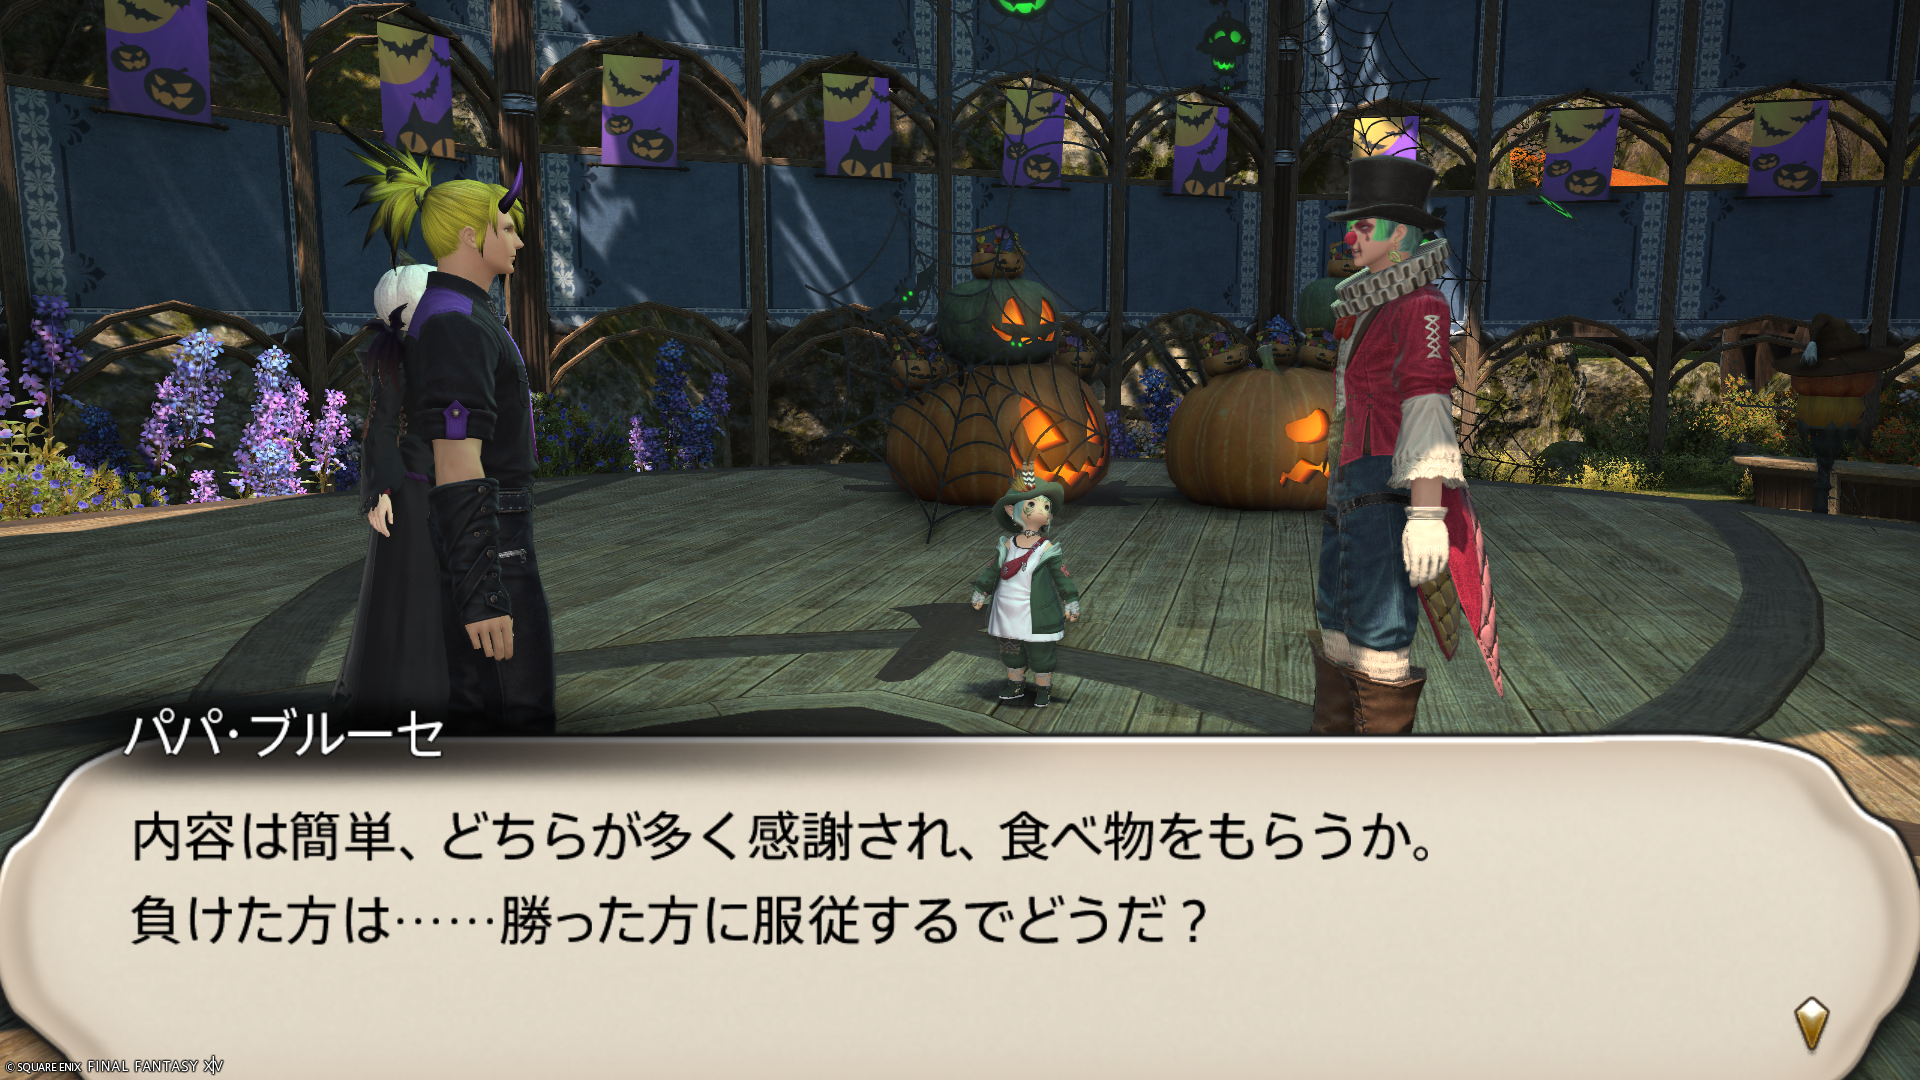 パパ・ブルーセ
内容は簡単、どちらが多く感謝され、食べ物をもらうか。
負けた方は……勝った方に服従するでどうだ？
© SQUARE ENIX FINAL FANTASY XIV